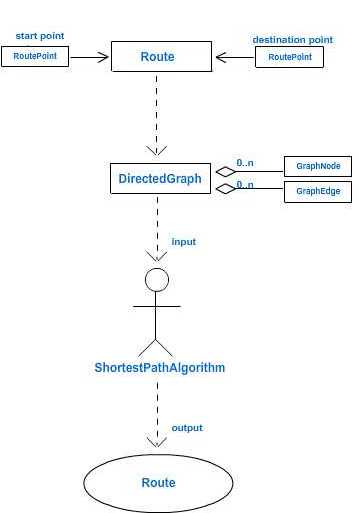 start point
destination point
RoutePoint
Route
RoutePoint
0..n
GraphNode
DirectedGraph
0..n
GraphEdge
input
ShortestPathAlgorithm
output
Route